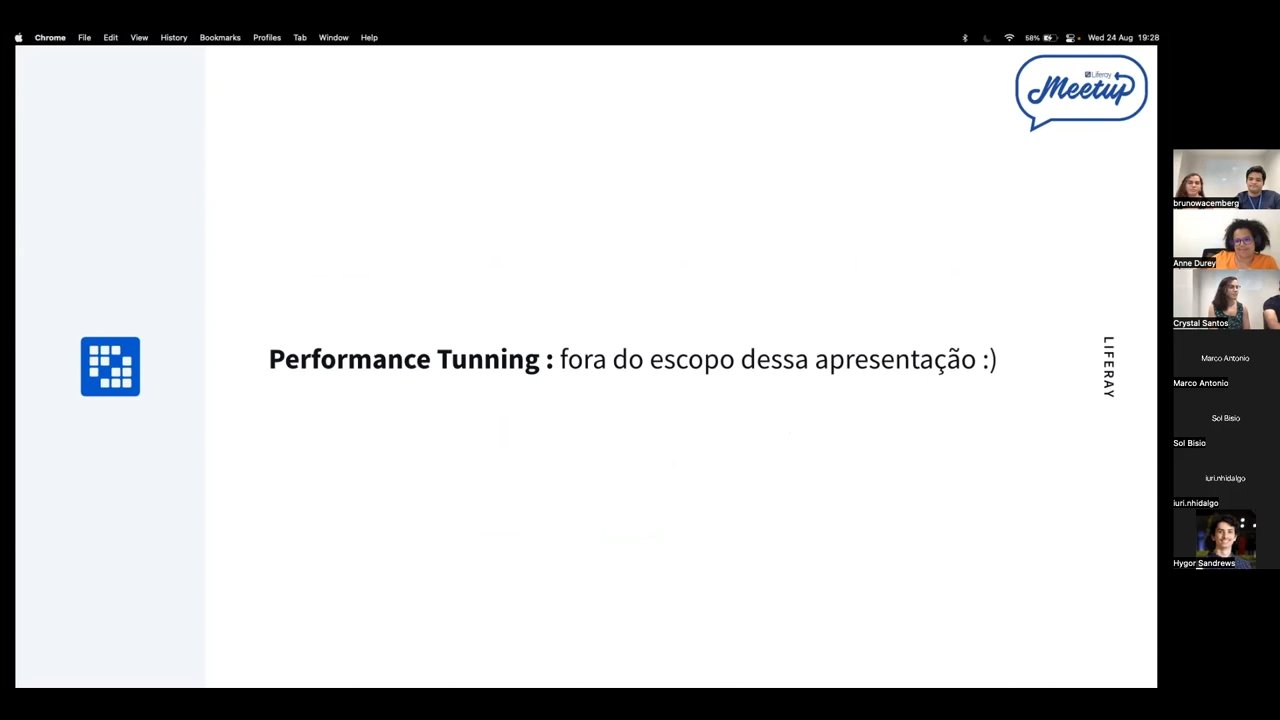 Chrome File Edit View History Bookmarks Profiles Tab Window Help 58% Wed 24 Aug 19:28
Liferay
Meetup
Performance Tunning : fora do escopo dessa apresentação :)
LIFERAY
brunowacemberg
Anne Durey
Crystal Santos
Marco Antonio
Marco Antonio
Sol Bisio
Sol Bisio
iuri.nhidalgo
iuri.nhidalgo
Hygor Sandrews